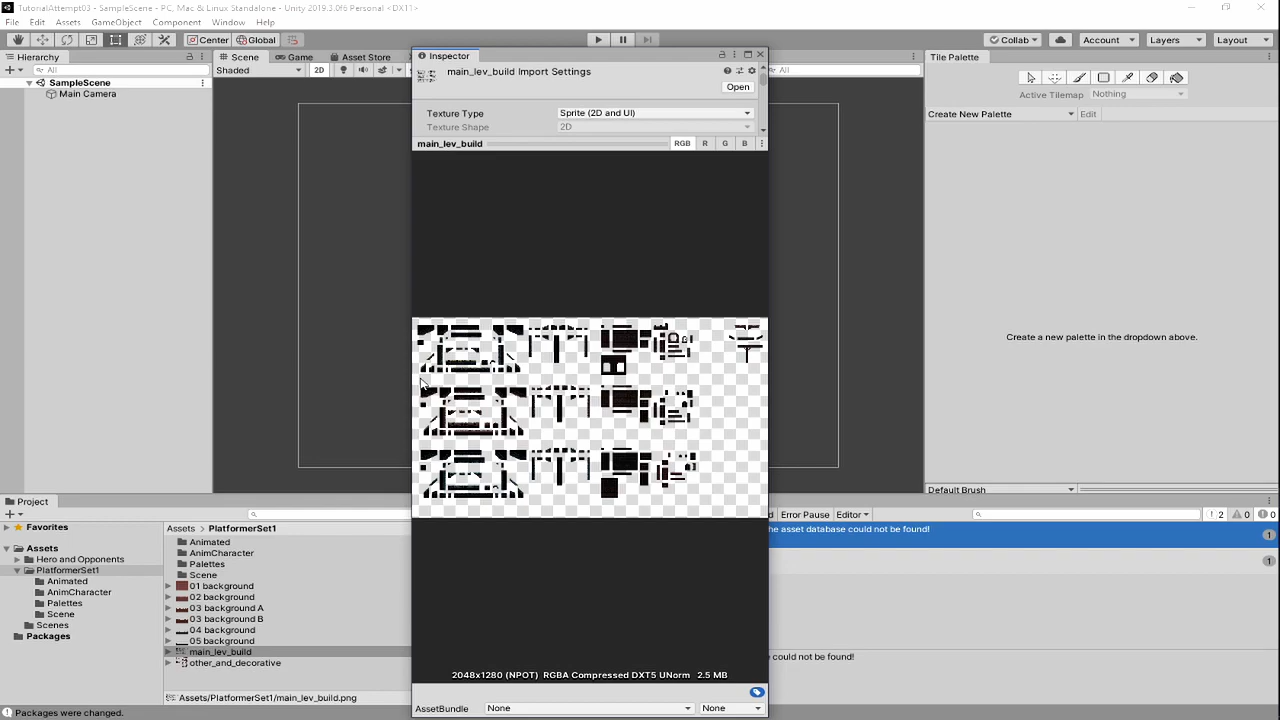 TutorialAttempt03 - SampleScene - PC, Mac & Linux Standalone - Unity 2019.3.0f6 Personal <DX11>
File Edit Assets GameObject Component Window Help
Center Global Collab Account Layers Layout
Hierarchy
All
SampleScene
Main Camera
Scene Game Asset Store
Shaded 2D
All
Inspector
main_lev_build Import Settings
Open
Texture Type Sprite (2D and UI)
Texture Shape 2D
main_lev_build RGB R G B
2048x1280 (NPOT) RGBA Compressed DXT5 UNorm 2.5 MB
AssetBundle None None
Tile Palette
Active Tilemap Nothing
Create New Palette Edit
Create a new palette in the dropdown above.
Default Brush
Project
Favorites
Assets
Hero and Opponents
PlatformerSet1
Animated
AnimCharacter
Palettes
Scene
Scenes
Packages
Assets > PlatformerSet1
Animated
AnimCharacter
Palettes
Scene
01 background
02 background
03 background A
03 background B
04 background
05 background
main_lev_build
other_and_decorative
Assets/PlatformerSet1/main_lev_build.png
Error Pause Editor 2 0 0
he asset database could not be found!
1
1
could not be found!
Packages were changed.